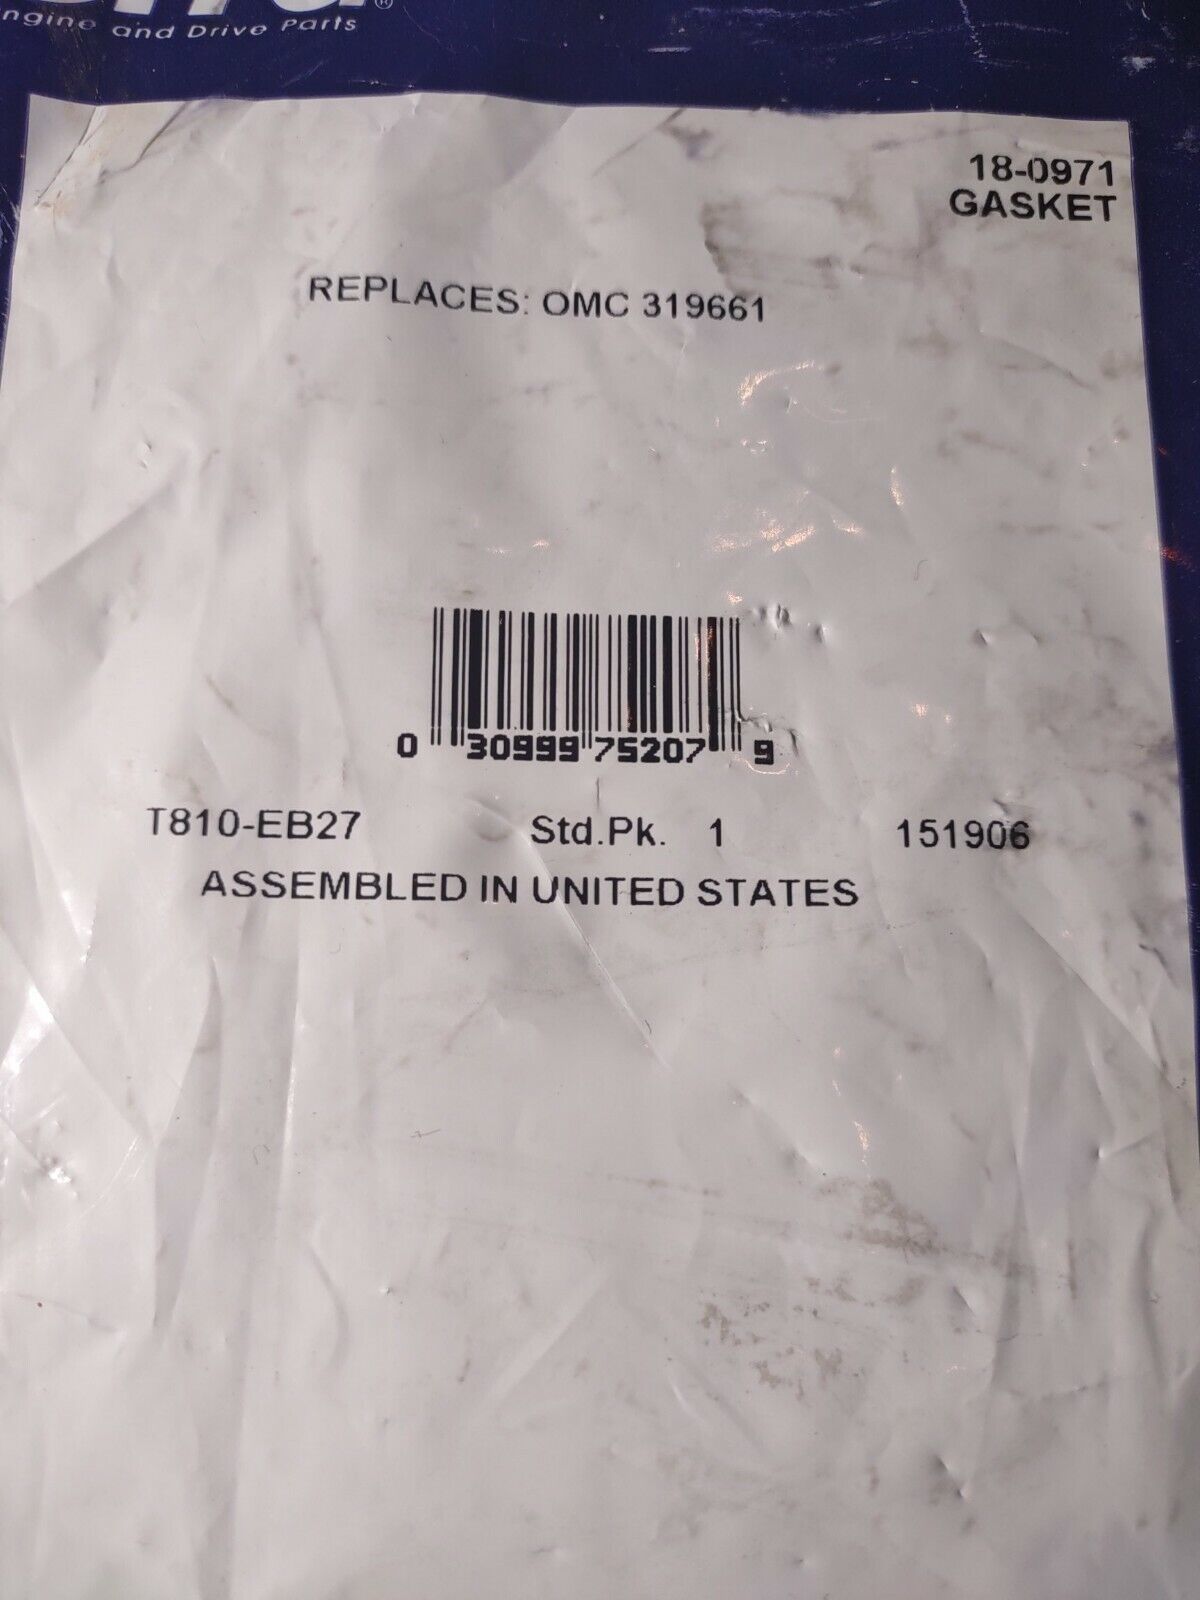 and Drive Parts
18-0971
GASKET
REPLACES: OMC 319661
0 30999 75207 9
T810-EB27 Std.Pk. 1 151906
ASSEMBLED IN UNITED STATES